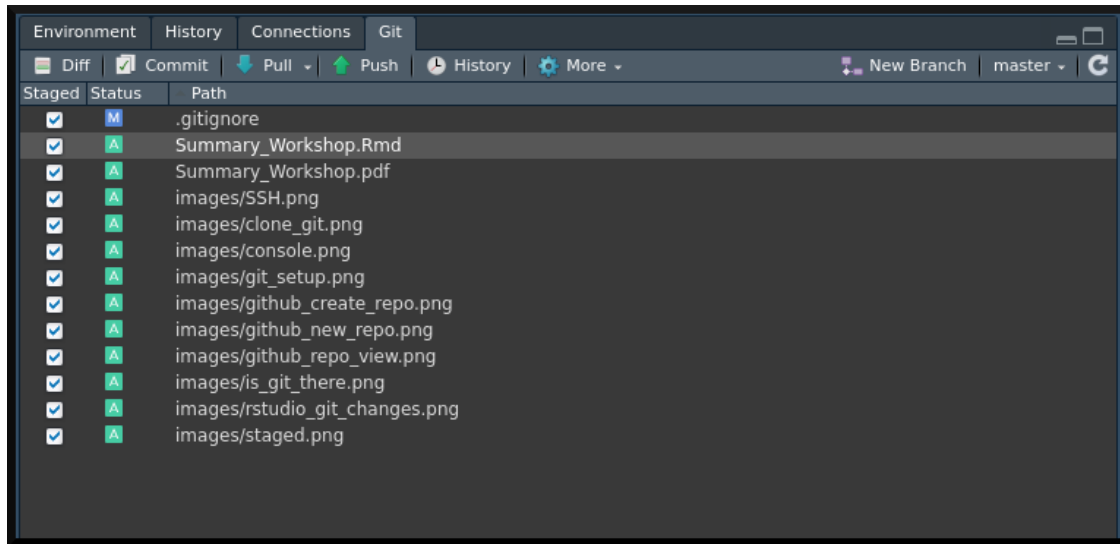 Environment History Connections Git
Diff Commit Pull Push History More New Branch master
Staged Status Path
M .gitignore
A Summary_Workshop.Rmd
A Summary_Workshop.pdf
A images/SSH.png
A images/clone_git.png
A images/console.png
A images/git_setup.png
A images/github_create_repo.png
A images/github_new_repo.png
A images/github_repo_view.png
A images/is_git_there.png
A images/rstudio_git_changes.png
A images/staged.png